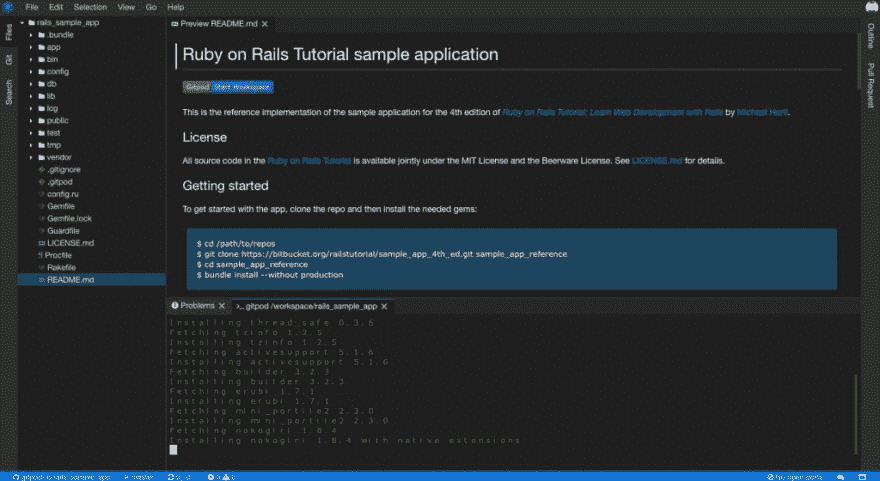 File Edit Selection View Go Help
Files
Git
Search
rails_sample_app
.bundle
app
bin
config
db
lib
log
public
test
tmp
vendor
.gitignore
.gitpod
config.ru
Gemfile
Gemfile.lock
Guardfile
LICENSE.md
Procfile
Rakefile
README.md
Preview README.md
Ruby on Rails Tutorial sample application
Gitpod Start Workspace
This is the reference implementation of the sample application for the 4th edition of Ruby on Rails Tutorial: Learn Web Development with Rails by Michael Hartl.
License
All source code in the Ruby on Rails Tutorial is available jointly under the MIT License and the Beerware License. See LICENSE.md for details.
Getting started
To get started with the app, clone the repo and then install the needed gems:
$ cd /path/to/repos
$ git clone https://bitbucket.org/railstutorial/sample_app_4th_ed.git sample_app_reference
$ cd sample_app_reference
$ bundle install --without production
Problems
>_ gitpod /workspace/rails_sample_app
Installing thread_safe 0.3.6
Fetching tzinfo 1.2.5
Installing tzinfo 1.2.5
Fetching activesupport 5.1.6
Installing activesupport 5.1.6
Fetching builder 3.2.3
Installing builder 3.2.3
Fetching erubi 1.7.1
Installing erubi 1.7.1
Fetching mini_portile2 2.3.0
Installing mini_portile2 2.3.0
Fetching nokogiri 1.8.4
Installing nokogiri 1.8.4 with native extensions
Outline
Pull Request
master